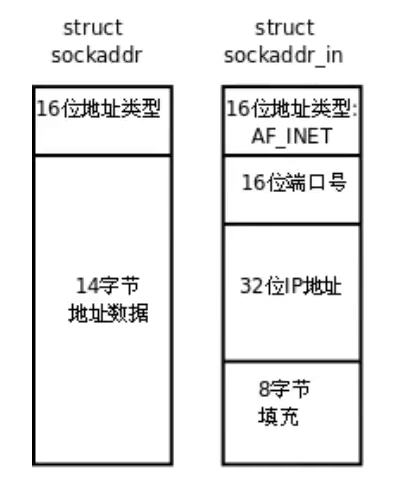 struct
sockaddr
16位地址类型
14字节
地址数据
struct
sockaddr_in
16位地址类型:
AF_INET
16位端口号
32位IP地址
8字节
填充